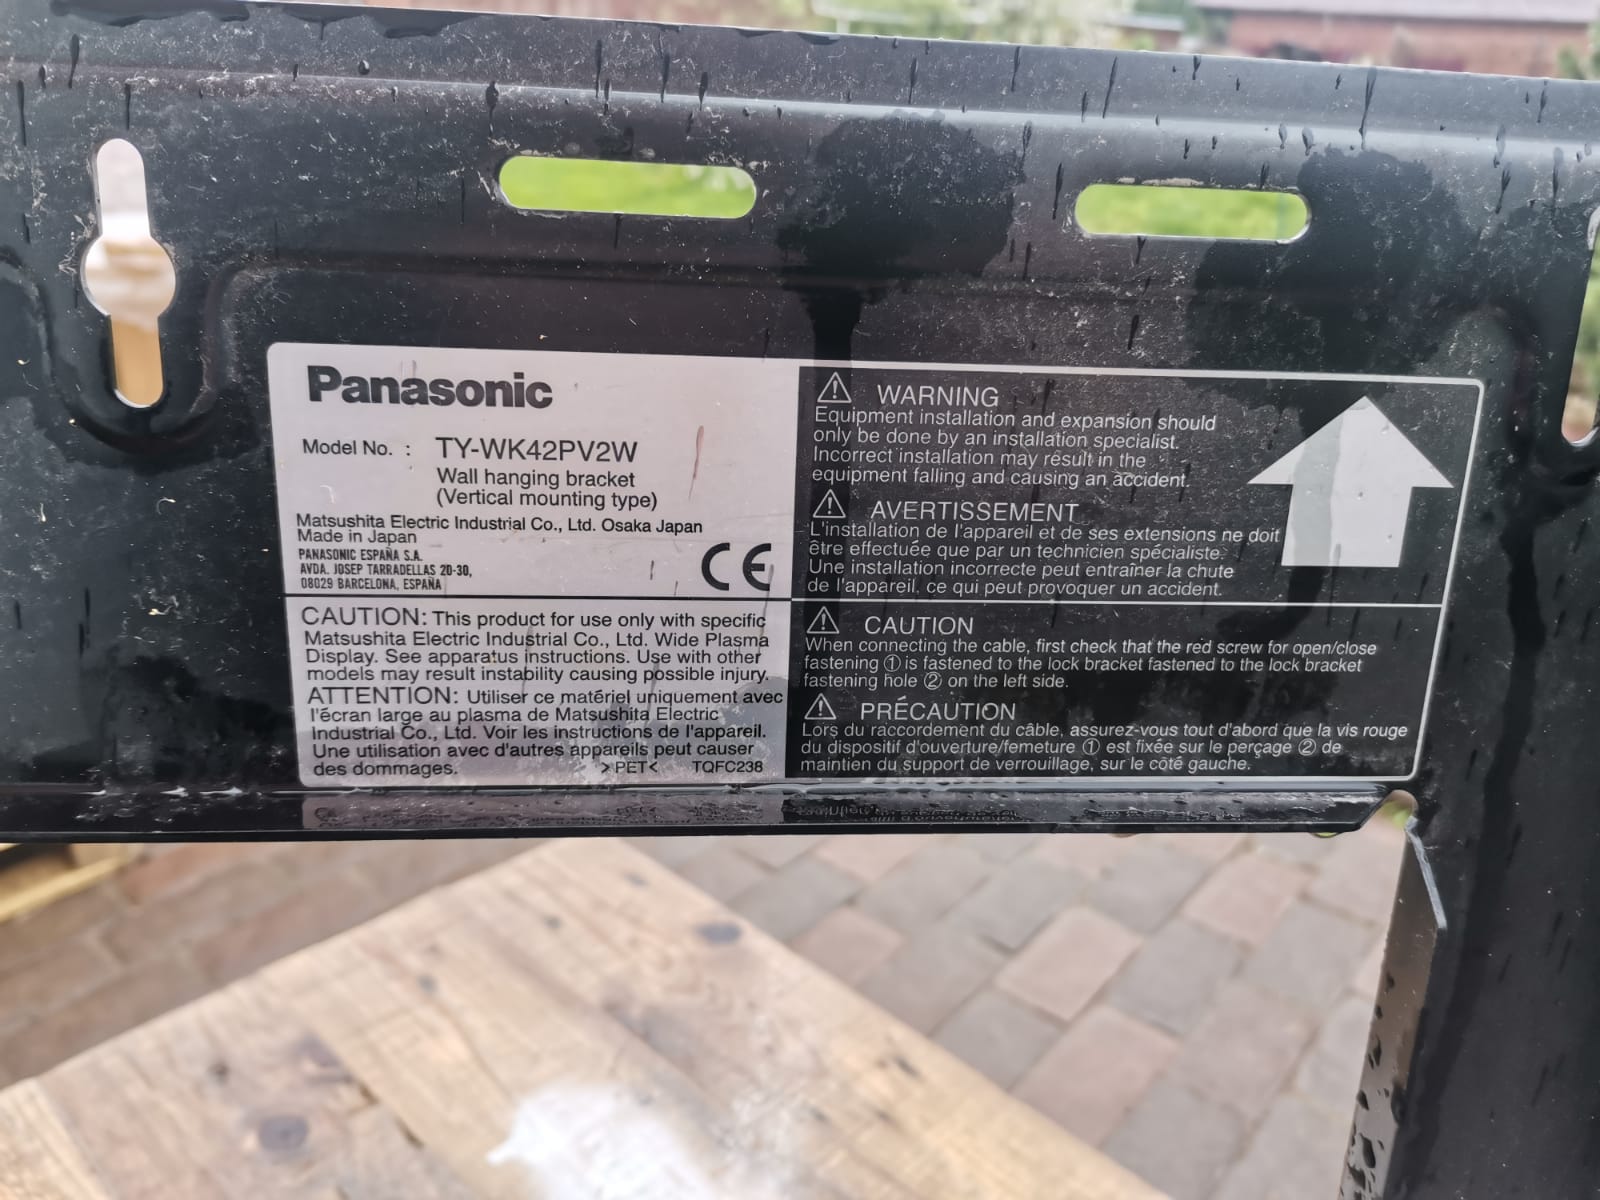 Panasonic
Model No. : TY-WK42PV2W
Wall hanging bracket
(Vertical mounting type)
Matsushita Electric Industrial Co., Ltd. Osaka Japan
Made in Japan
PANASONIC ESPAÑA S.A.
AVDA. JOSEP TARRADELLAS 20-30,
08029 BARCELONA, ESPAÑA
CE
CAUTION: This product for use only with specific
Matsushita Electric Industrial Co., Ltd. Wide Plasma
Display. See apparatus instructions. Use with other
models may result instability causing possible injury.
ATTENTION: Utiliser ce matériel uniquement avec
l'écran large au plasma de Matsushita Electric
Industrial Co., Ltd. Voir les instructions de l'appareil.
Une utilisation avec d'autres appareils peut causer
des dommages. >PET< TQFC238
WARNING
Equipment installation and expansion should
only be done by an installation specialist.
Incorrect installation may result in the
equipment falling and causing an accident.
AVERTISSEMENT
L'installation de l'appareil et de ses extensions ne doit
être effectuée que par un technicien spécialiste.
Une installation incorrecte peut entraîner la chute
de l'appareil, ce qui peut provoquer un accident.
CAUTION
When connecting the cable, first check that the red screw for open/close
fastening ① is fastened to the lock bracket fastened to the lock bracket
fastening hole ② on the left side.
PRÉCAUTION
Lors du raccordement du câble, assurez-vous tout d'abord que la vis rouge
du dispositif d'ouverture/femeture ① est fixée sur le perçage ② de
maintien du support de verrouillage, sur le côté gauche.